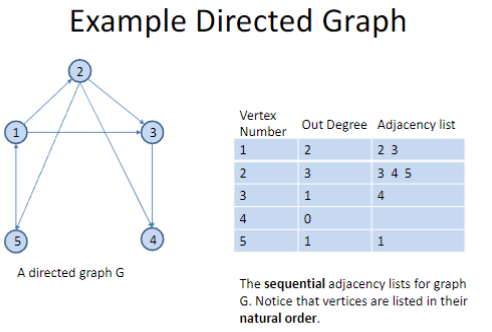 Example Directed Graph
2
1
3
5
4
A directed graph G
Vertex Number Out Degree Adjacency list
1 2 2 3
2 3 3 4 5
3 1 4
4 0
5 1 1
The sequential adjacency lists for graph
G. Notice that vertices are listed in their
natural order.